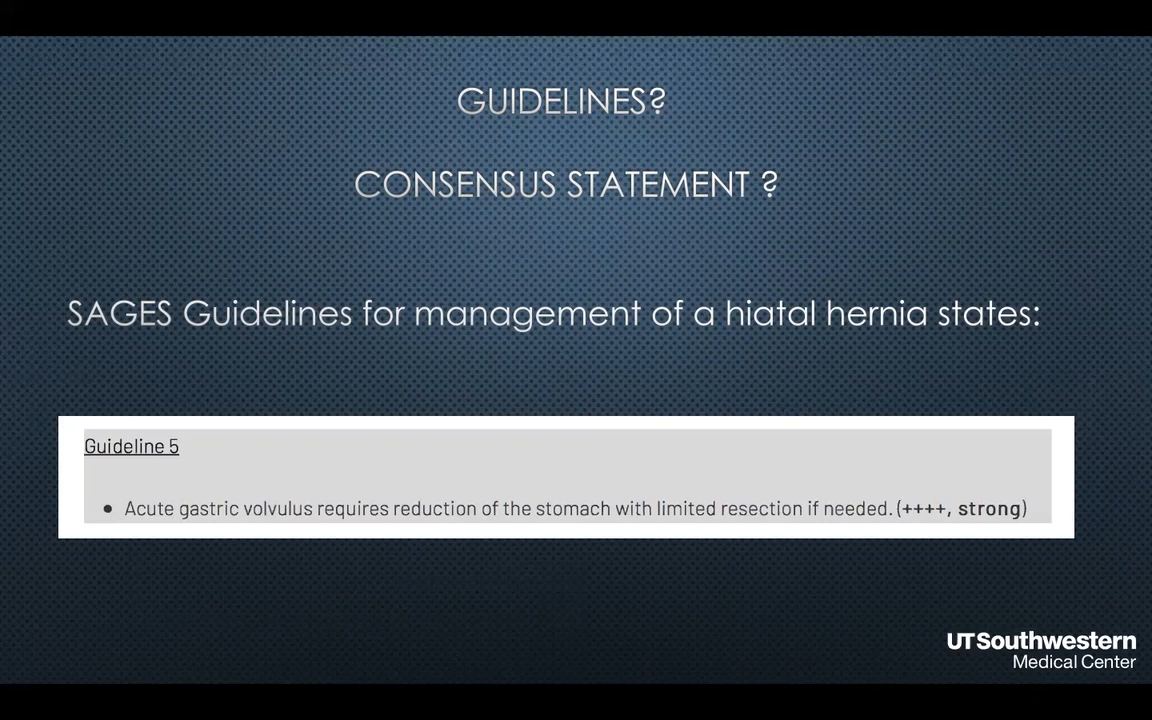 GUIDELINES?
CONSENSUS STATEMENT ?
SAGES Guidelines for management of a hiatal hernia states:
Guideline 5
• Acute gastric volvulus requires reduction of the stomach with limited resection if needed. (++++, strong)
UTSouthwestern
Medical Center